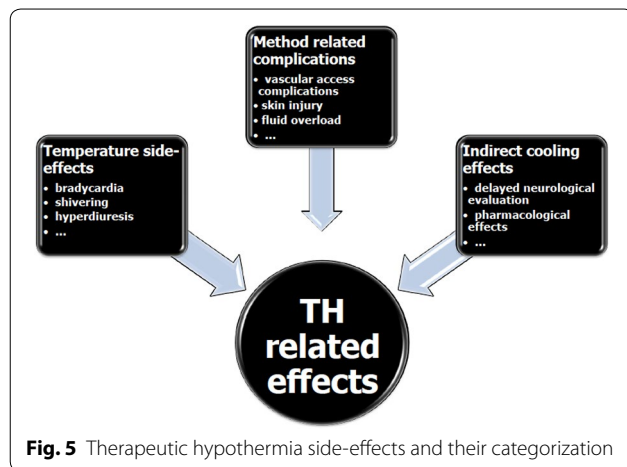 Method related
complications
• vascular access
complications
• skin injury
• fluid overload
• ...
Temperature side-
effects
• bradycardia
• shivering
• hyperdiuresis
• ...
Indirect cooling
effects
• delayed neurological
evaluation
• pharmacological
effects
• ...
TH
related
effects
Fig. 5 Therapeutic hypothermia side-effects and their categorization